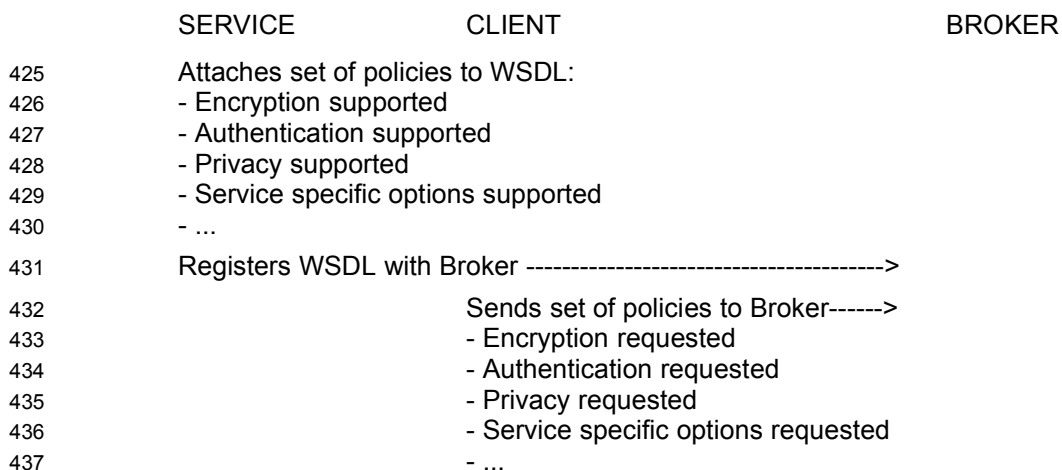 SERVICE CLIENT BROKER
425 Attaches set of policies to WSDL:
426 - Encryption supported
427 - Authentication supported
428 - Privacy supported
429 - Service specific options supported
430 - ...
431 Registers WSDL with Broker ---------------------------------------->
432 Sends set of policies to Broker------>
433 - Encryption requested
434 - Authentication requested
435 - Privacy requested
436 - Service specific options requested
437 - ...